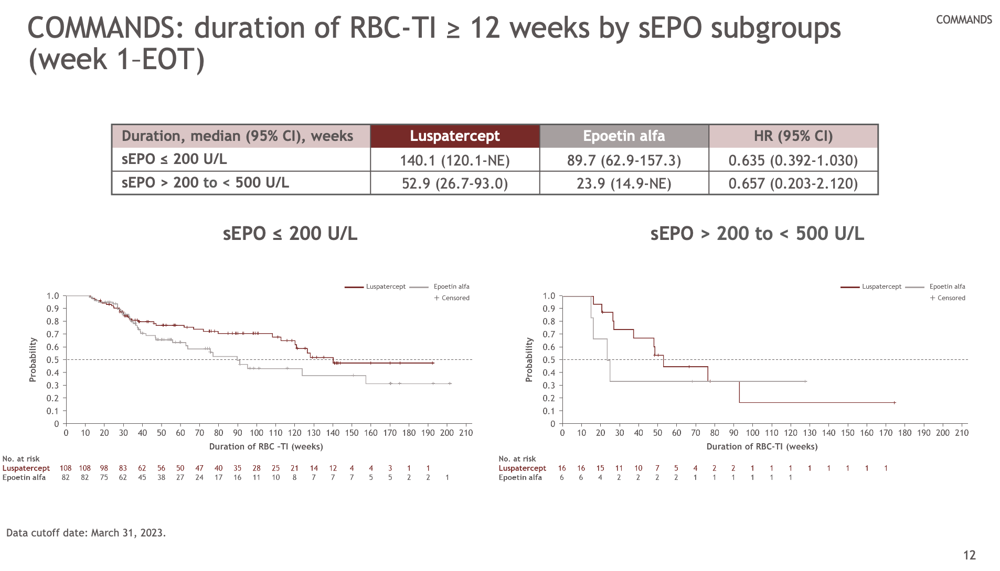 COMMANDS: duration of RBC-TI ≥ 12 weeks by sEPO subgroups
(week 1–EOT)
COMMANDS
Duration, median (95% CI), weeks Luspatercept Epoetin alfa HR (95% CI)
sEPO ≤ 200 U/L 140.1 (120.1-NE) 89.7 (62.9-157.3) 0.635 (0.392-1.030)
sEPO > 200 to < 500 U/L 52.9 (26.7-93.0) 23.9 (14.9-NE) 0.657 (0.203-2.120)
sEPO ≤ 200 U/L
Luspatercept Epoetin alfa
+ Censored
Probability
1.0
0.9
0.8
0.7
0.6
0.5
0.4
0.3
0.2
0.1
0
0 10 20 30 40 50 60 70 80 90 100 110 120 130 140 150 160 170 180 190 200 210
Duration of RBC -TI (weeks)
No. at risk
Luspatercept 108 108 98 83 62 56 50 47 40 35 28 25 21 14 12 4 4 3 1 1
Epoetin alfa 82 82 75 62 45 38 27 24 17 16 11 10 8 7 7 7 5 5 2 2 1
sEPO > 200 to < 500 U/L
Luspatercept Epoetin alfa
+ Censored
Probability
1.0
0.9
0.8
0.7
0.6
0.5
0.4
0.3
0.2
0.1
0
0 10 20 30 40 50 60 70 80 90 100 110 120 130 140 150 160 170 180 190 200 210
Duration of RBC-TI (weeks)
No. at risk
Luspatercept 16 16 15 11 10 7 5 4 2 2 1 1 1 1 1 1 1 1
Epoetin alfa 6 6 4 2 2 2 2 1 1 1 1 1 1
Data cutoff date: March 31, 2023.
12